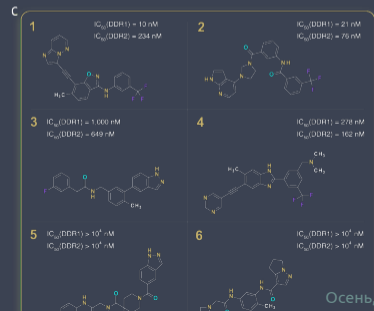 C
1
IC₅₀(DDR1) = 10 nM
IC₅₀(DDR2) = 234 nM
2
IC₅₀(DDR1) = 21 nM
IC₅₀(DDR2) = 76 nM
3
IC₅₀(DDR1) = 1,000 nM
IC₅₀(DDR2) = 649 nM
4
IC₅₀(DDR1) = 278 nM
IC₅₀(DDR2) = 162 nM
5
IC₅₀(DDR1) > 10⁴ nM
IC₅₀(DDR2) > 10⁴ nM
6
IC₅₀(DDR1) > 10⁴ nM
IC₅₀(DDR2) > 10⁴ nM
Осень,